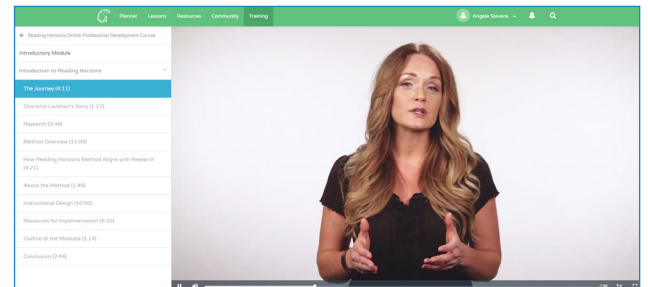 Planner Lessons Resources Community Training Angela Stevens
Reading Horizons Online Professional Development Course
Introductory Module
Introduction to Reading Horizons
The Journey (4:11)
Charlotte Lockhart's Story (1:17)
Research (3:48)
Method Overview (11:09)
How Reading Horizons Method Aligns with Research
(4:21)
About the Method (1:49)
Instructional Design (10:00)
Resources for Implementation (5:10)
Outline of the Modules (1:14)
Conclusion (2:44)
1x